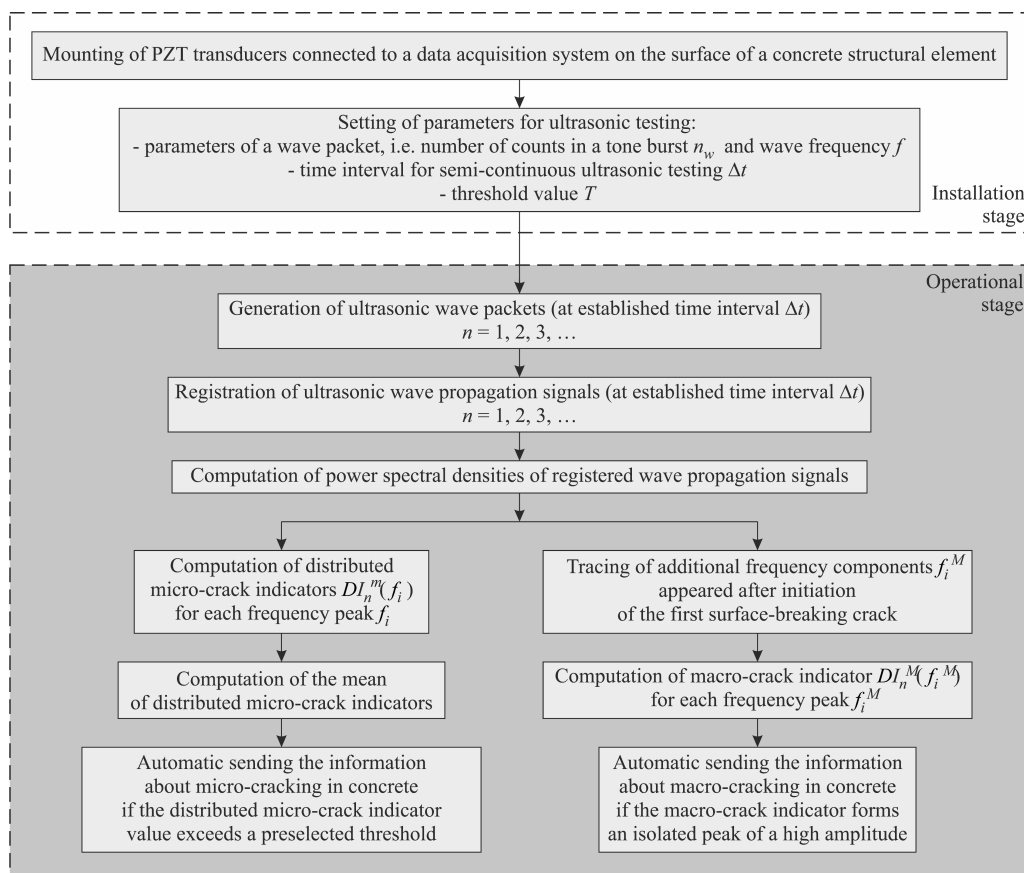 Mounting of PZT transducers connected to a data acquisition system on the surface of a concrete structural element
Setting of parameters for ultrasonic testing:
- parameters of a wave packet, i.e. number of counts in a tone burst n_w and wave frequency f
- time interval for semi-continuous ultrasonic testing Δt
- threshold value T
Installation
stage
Operational
stage
Generation of ultrasonic wave packets (at established time interval Δt)
n = 1, 2, 3, …
Registration of ultrasonic wave propagation signals (at established time interval Δt)
n = 1, 2, 3, …
Computation of power spectral densities of registered wave propagation signals
Computation of distributed
micro-crack indicators DI_n^m(f_i)
for each frequency peak f_i
Computation of the mean
of distributed micro-crack indicators
Automatic sending the information
about micro-cracking in concrete
if the distributed micro-crack indicator
value exceeds a preselected threshold
Tracing of additional frequency components f_i^M
appeared after initiation
of the first surface-breaking crack
Computation of macro-crack indicator DI_n^M(f_i^M)
for each frequency peak f_i^M
Automatic sending the information
about macro-cracking in concrete
if the macro-crack indicator forms
an isolated peak of a high amplitude